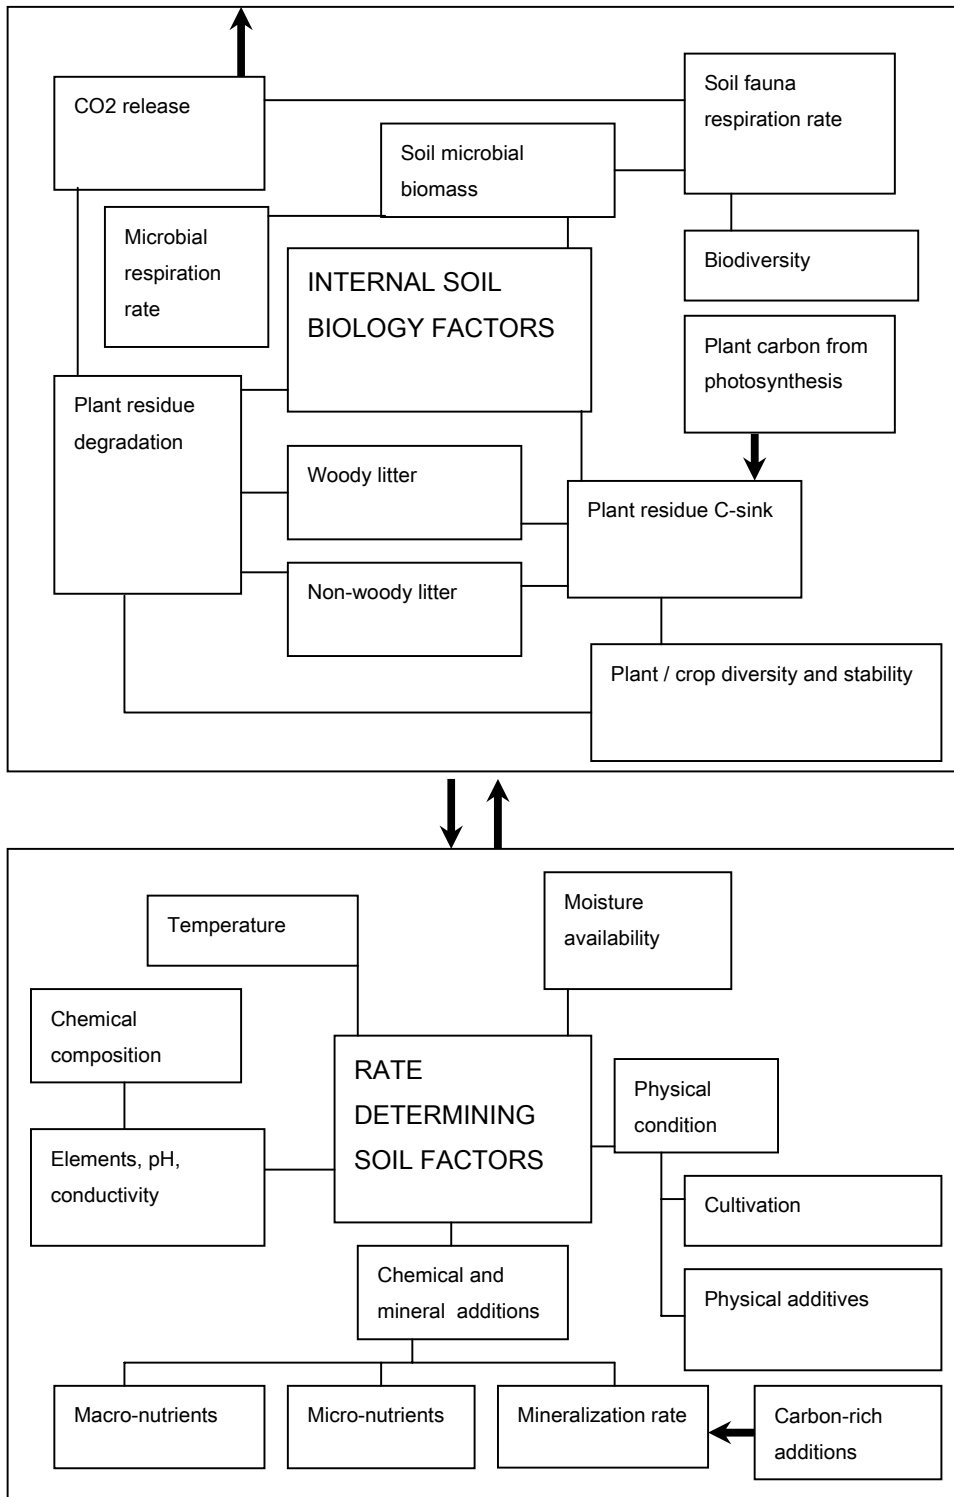 CO2 release
Soil fauna
respiration rate
Soil microbial
biomass
Microbial
respiration
rate
Biodiversity
INTERNAL SOIL
BIOLOGY FACTORS
Plant carbon from
photosynthesis
Plant residue
degradation
Woody litter
Plant residue C-sink
Non-woody litter
Plant / crop diversity and stability
Temperature
Moisture
availability
Chemical
composition
RATE
DETERMINING
SOIL FACTORS
Physical
condition
Elements, pH,
conductivity
Cultivation
Chemical and
mineral additions
Physical additives
Macro-nutrients
Micro-nutrients
Mineralization rate
Carbon-rich
additions